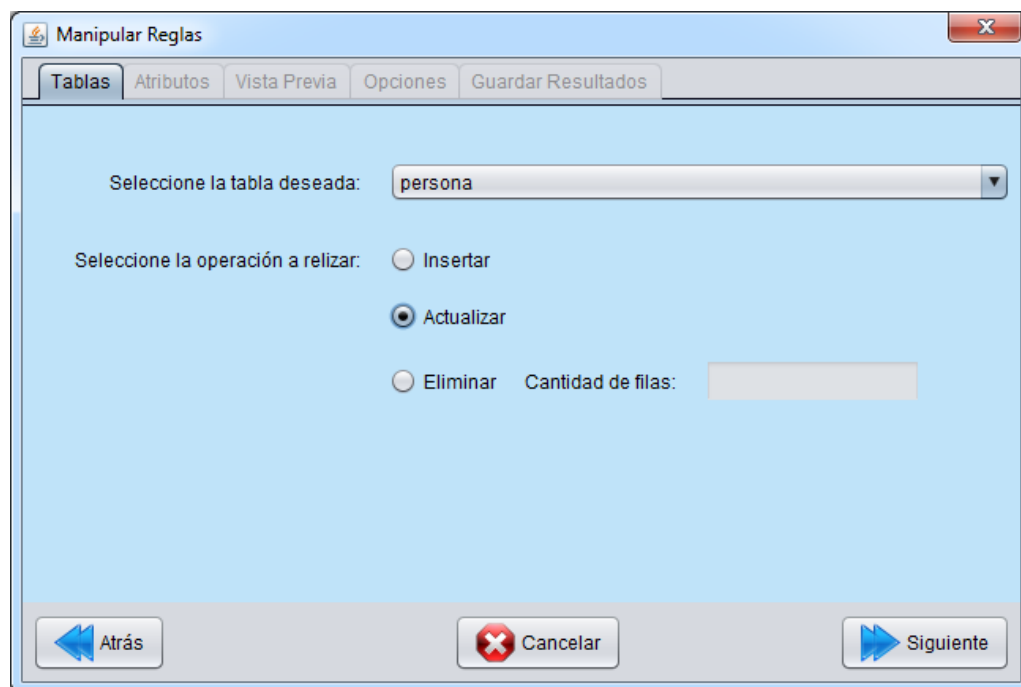 Manipular Reglas
Tablas Atributos Vista Previa Opciones Guardar Resultados
Seleccione la tabla deseada: persona
Seleccione la operación a relizar: Insertar
Actualizar
Eliminar Cantidad de filas:
Atrás Cancelar Siguiente